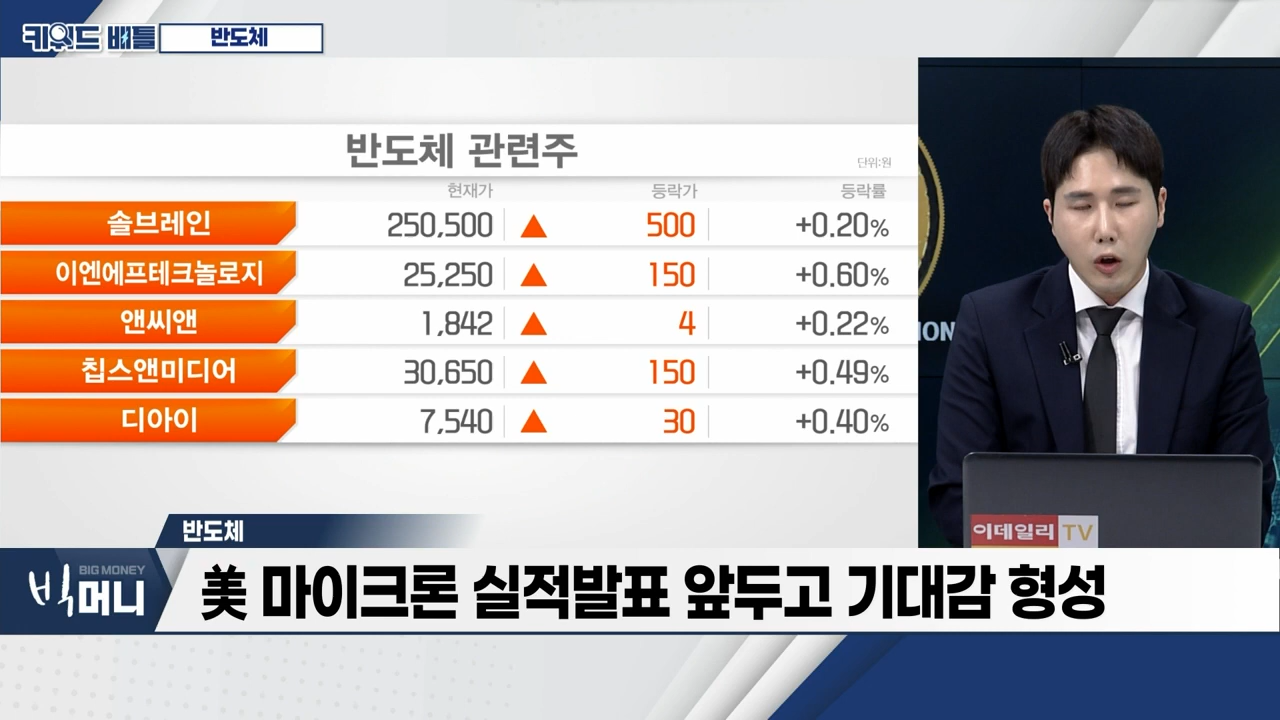 키워드 배틀 반도체
반도체 관련주
단위:원
현재가 등락가 등락률
솔브레인 250,500 ▲ 500 +0.20%
이엔에프테크놀로지 25,250 ▲ 150 +0.60%
앤씨앤 1,842 ▲ 4 +0.22%
칩스앤미디어 30,650 ▲ 150 +0.49%
디아이 7,540 ▲ 30 +0.40%
ION
이데일리 TV
반도체
BIG MONEY
빅머니
美 마이크론 실적발표 앞두고 기대감 형성